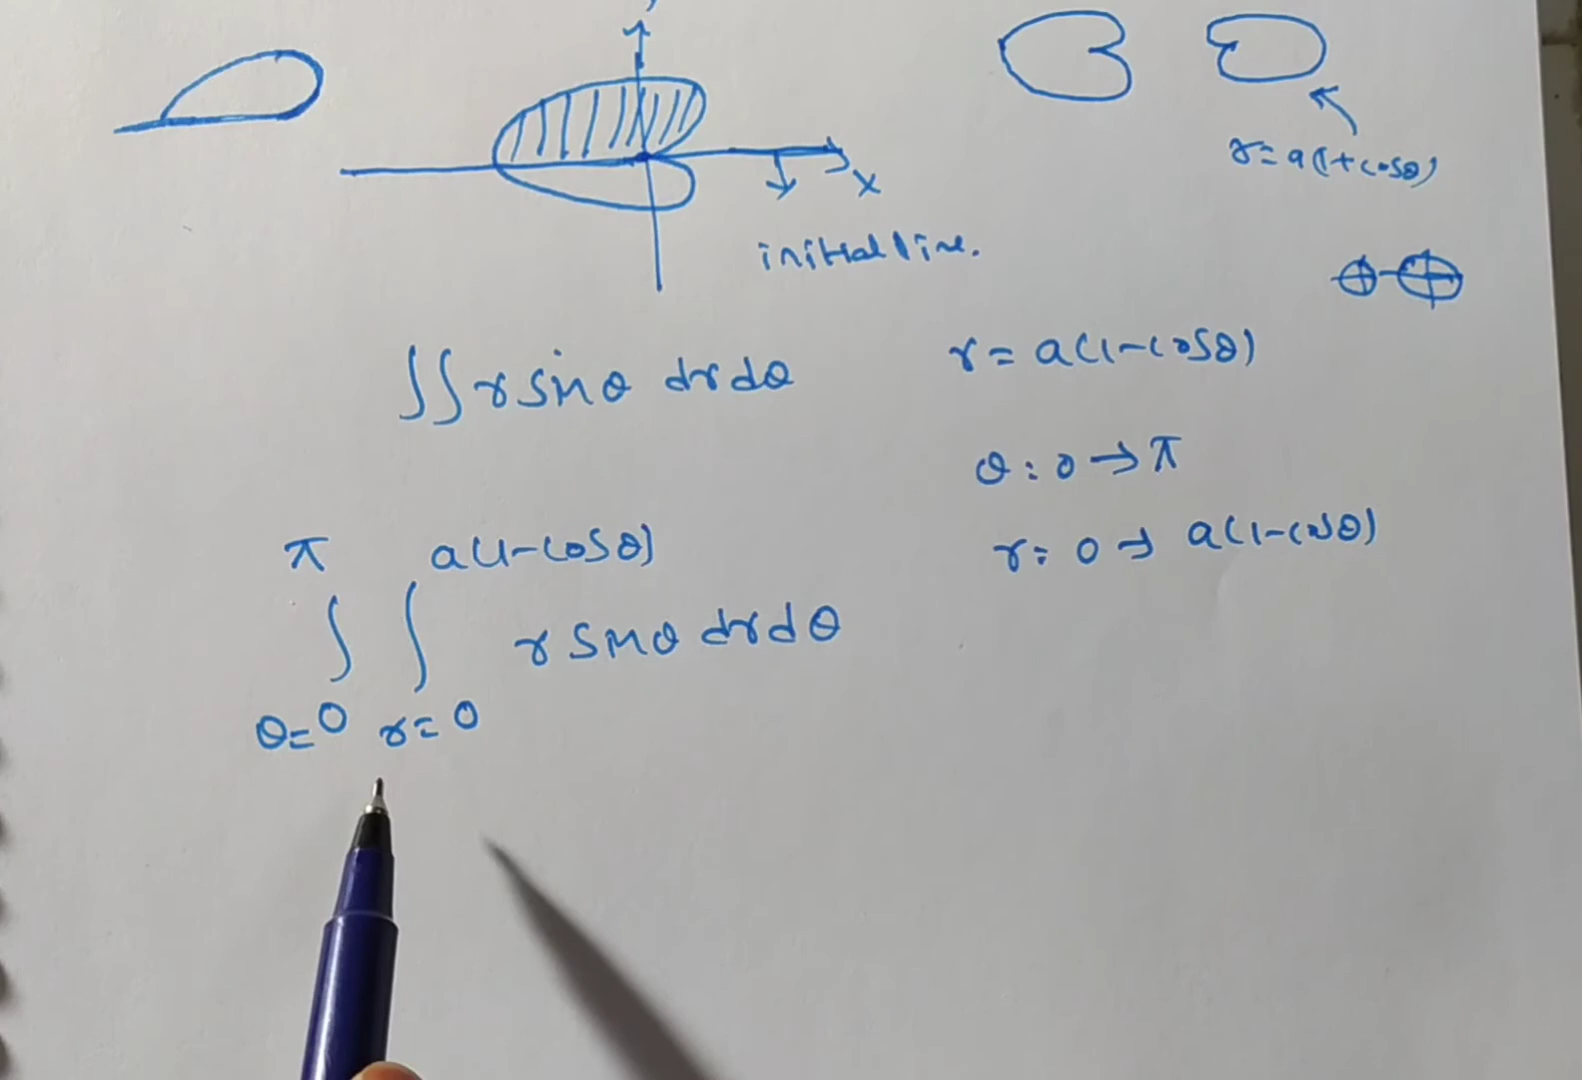 r = a(1+cosθ)
x
initial line.
∫∫ r sinθ dr dθ
r = a(1-cosθ)
θ : 0 → π
r : 0 → a(1-cosθ)
π a(1-cosθ)
∫ ∫ r sinθ dr dθ
θ=0 r=0